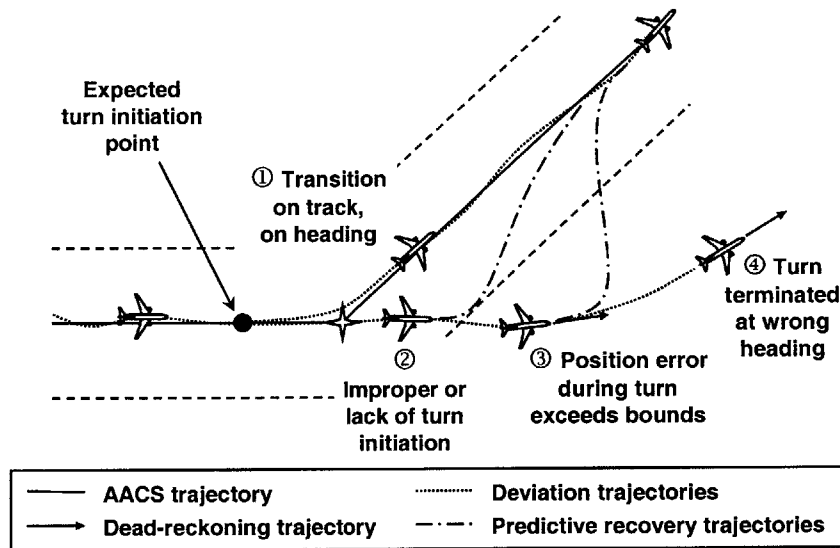 Expected
turn initiation
point
① Transition
on track,
on heading
②
Improper or
lack of turn
initiation
③ Position error
during turn
exceeds bounds
④ Turn
terminated
at wrong
heading
AACS trajectory
Deviation trajectories
Dead-reckoning trajectory
Predictive recovery trajectories